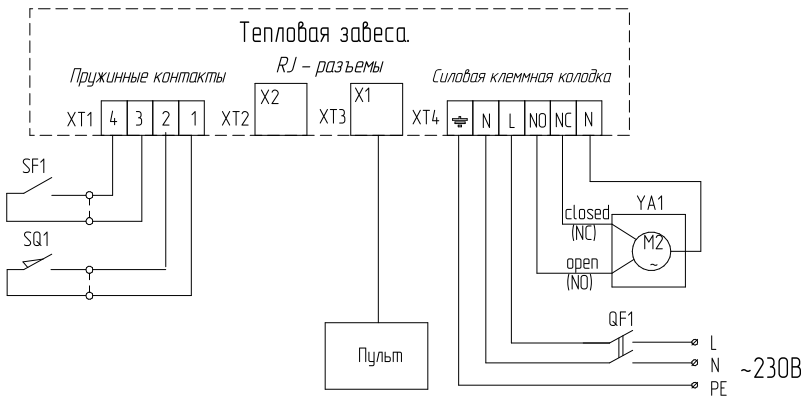 Тепловая завеса.
Пружинные контакты
RJ - разъемы
Силовая клеммная колодка
XT1 4 3 2 1
XT2 X2
XT3 X1
XT4 N L NO NC N
SF1
SQ1
closed
(NC)
open
(NO)
YA1
M2
~
Пульт
QF1
L
N
PE
~230В